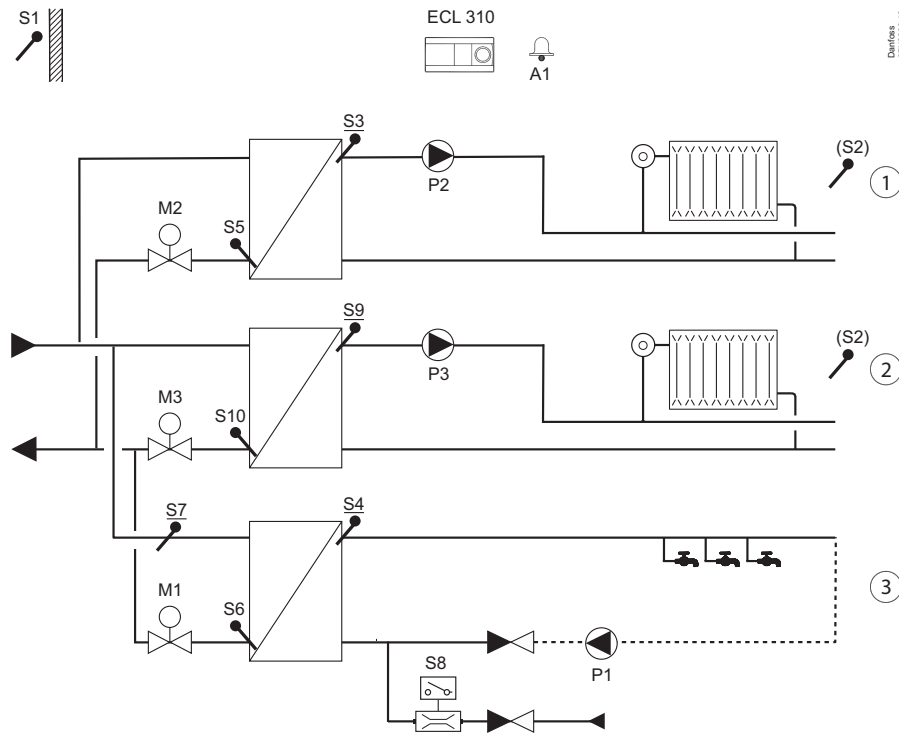 S1
ECL 310
A1
Danfoss
S3
P2
(S2)
1
M2
S5
S9
P3
(S2)
2
M3
S10
S7
S4
M1
S6
3
S8
P1